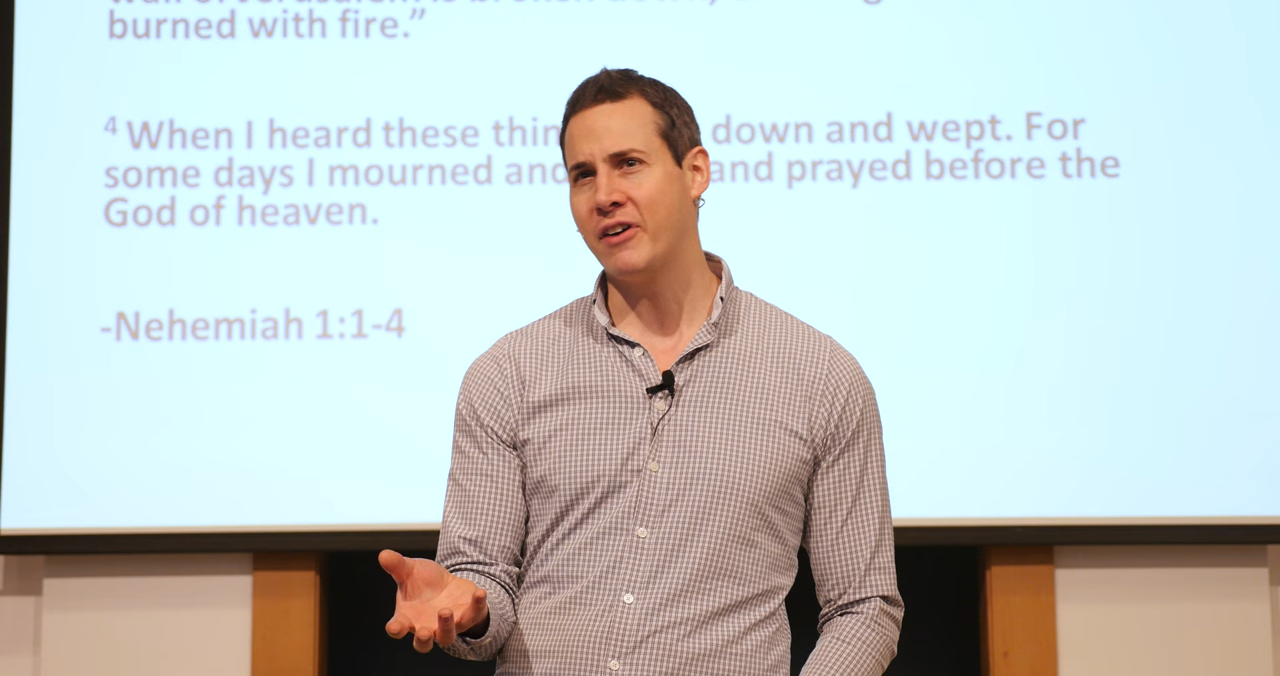 burned with fire.”
4 When I heard these thin down and wept. For
some days I mourned and and prayed before the
God of heaven.
-Nehemiah 1:1-4